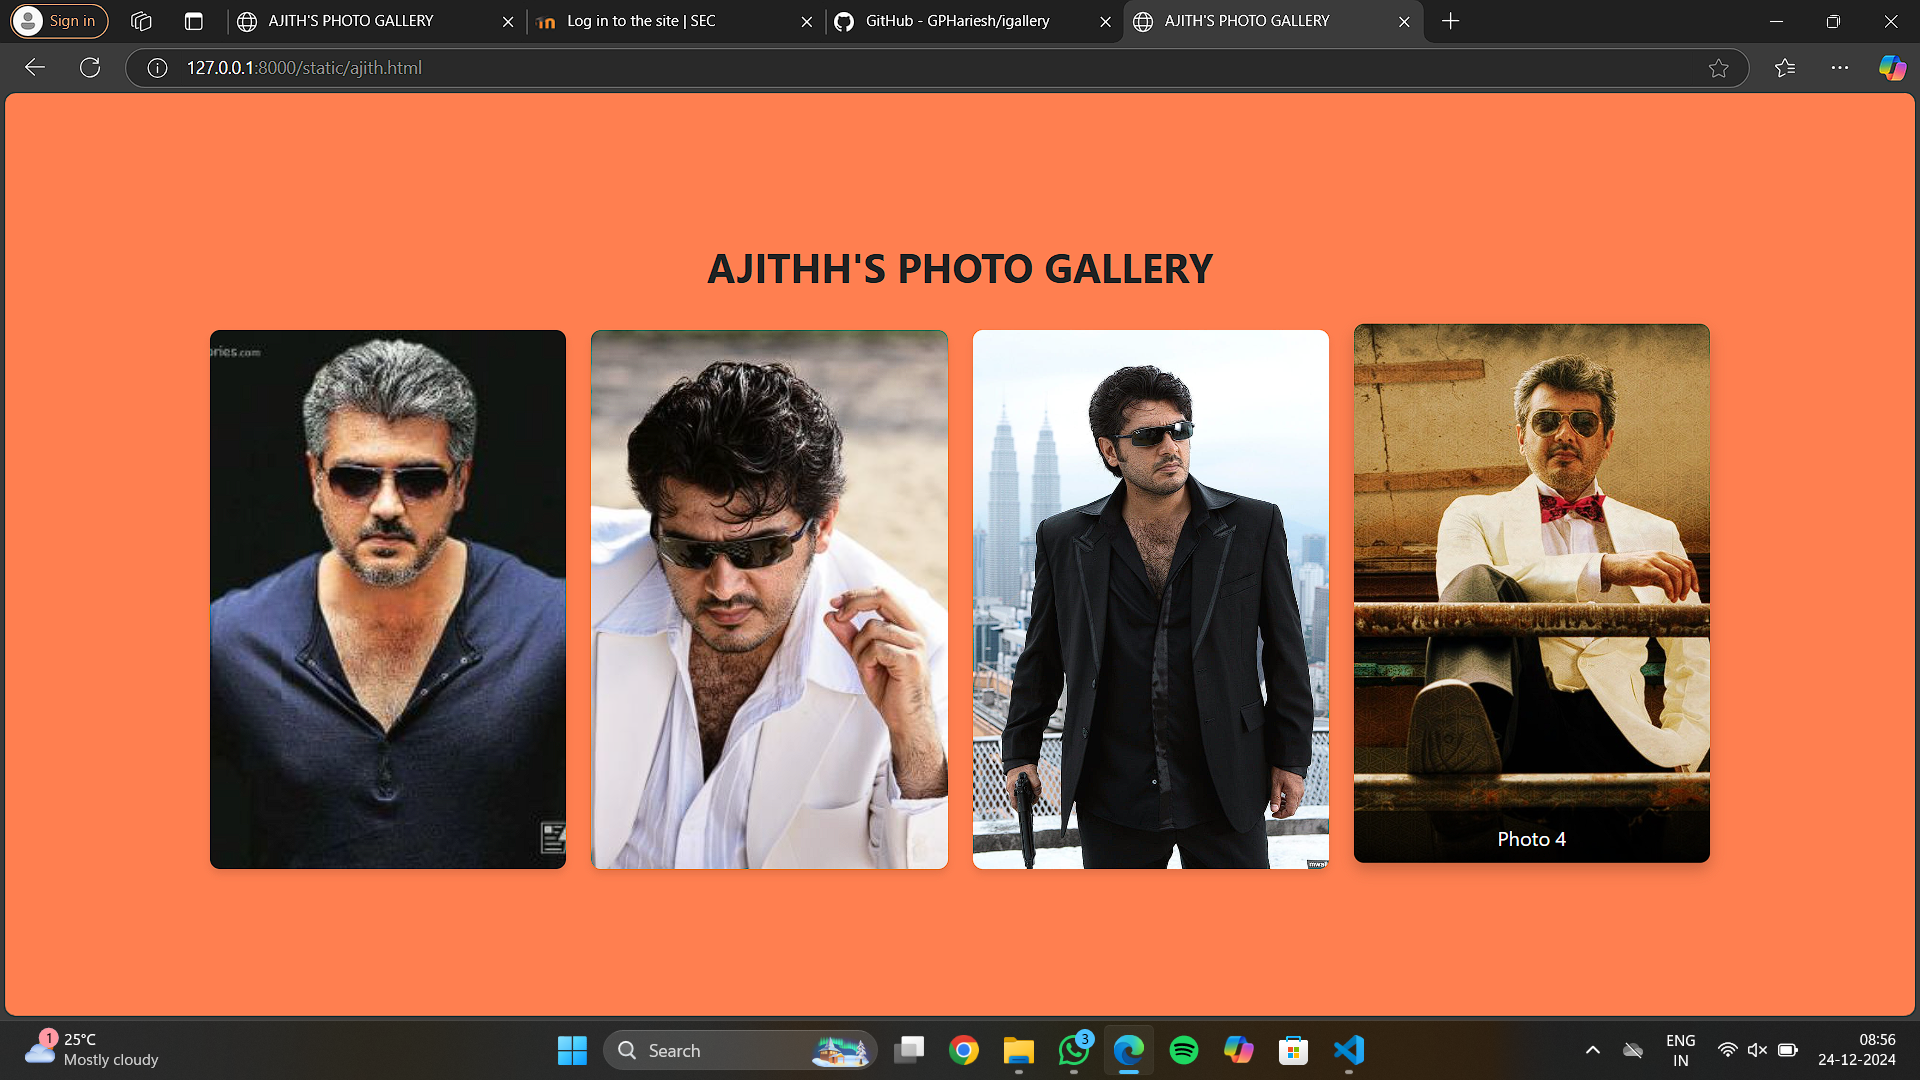 Sign in
AJITH'S PHOTO GALLERY
Log in to the site | SEC
GitHub - GPHariesh/igallery
AJITH'S PHOTO GALLERY
127.0.0.1:8000/static/ajith.html
AJITHH'S PHOTO GALLERY
ories.com
Photo 4
1
25°C
Mostly cloudy
Search
3
ENG
IN
08:56
24-12-2024